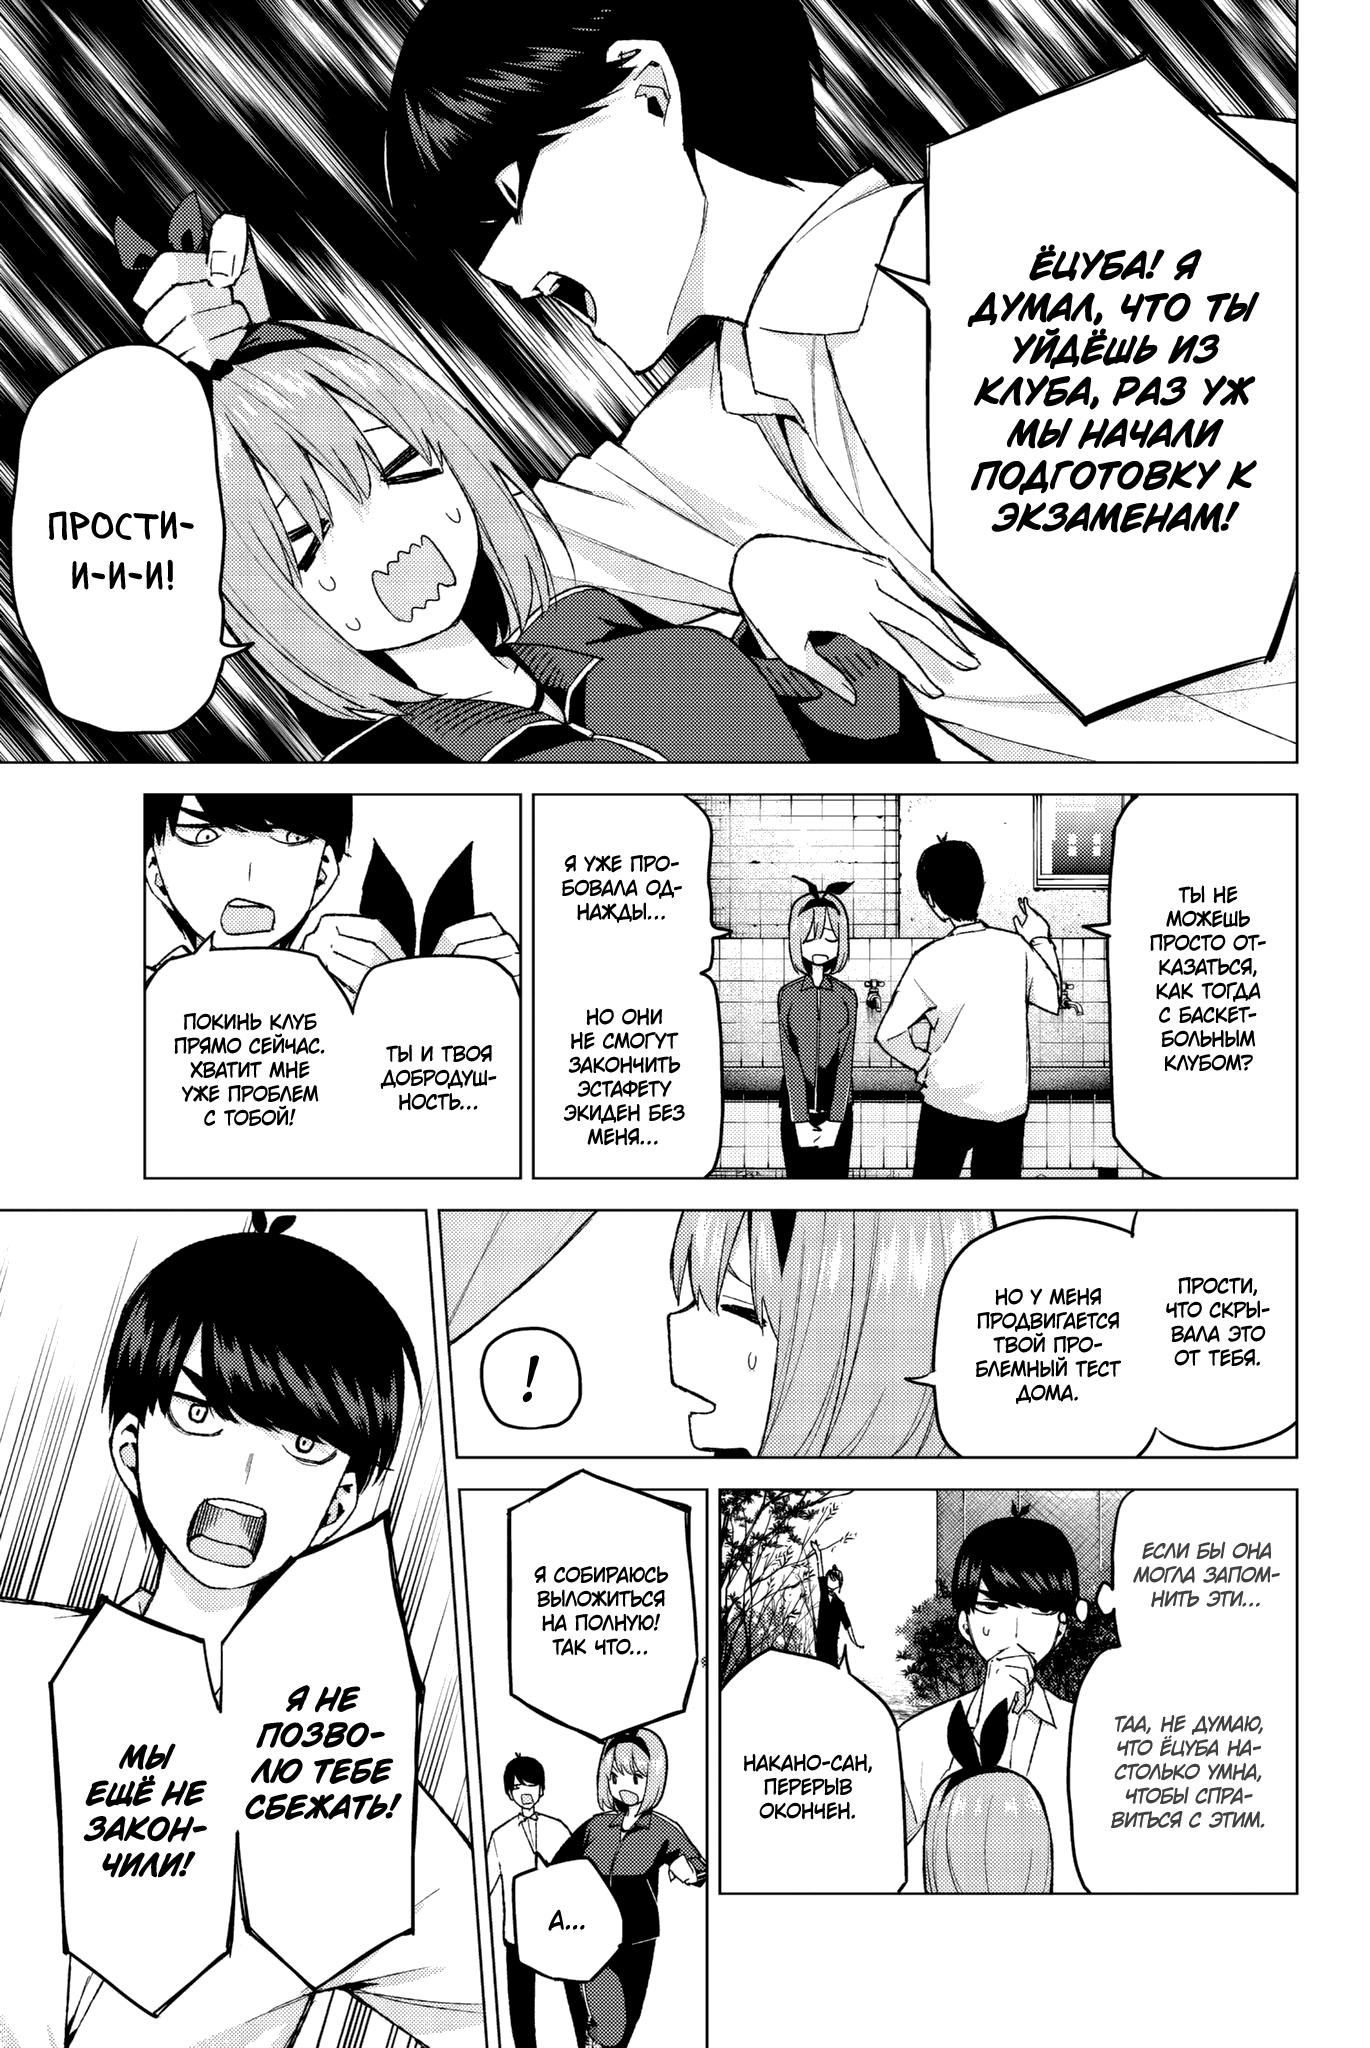 ЁЦУБА! Я
ДУМАЛ, ЧТО ТЫ
УЙДЁШЬ ИЗ
КЛУБА, РАЗ УЖ
МЫ НАЧАЛИ
ПОДГОТОВКУ К
ЭКЗАМЕНАМ!
ПРОСТИ-
И-И-И!
ТЫ НЕ
МОЖЕШЬ
ПРОСТО ОТ-
КАЗАТЬСЯ,
КАК ТОГДА
С БАСКЕТ-
БОЛЬНЫМ
КЛУБОМ?
Я УЖЕ ПРО-
БОВАЛА ОД-
НАЖДЫ...
НО ОНИ
НЕ СМОГУТ
ЗАКОНЧИТЬ
ЭСТАФЕТУ
ЭКИДЕН БЕЗ
МЕНЯ...
ТЫ И ТВОЯ
ДОБРОДУШ-
НОСТЬ...
ПОКИНЬ КЛУБ
ПРЯМО СЕЙЧАС.
ХВАТИТ МНЕ
УЖЕ ПРОБЛЕМ
С ТОБОЙ!
ПРОСТИ,
ЧТО СКРЫ-
ВАЛА ЭТО
ОТ ТЕБЯ.
НО У МЕНЯ
ПРОДВИГАЕТСЯ
ТВОЙ ПРО-
БЛЕМНЫЙ ТЕСТ
ДОМА.
!
ЕСЛИ БЫ ОНА
МОГЛА ЗАПОМ-
НИТЬ ЭТИ...
ТАА, НЕ ДУМАЮ,
ЧТО ЁЦУБА НА-
СТОЛЬКО УМНА,
ЧТОБЫ СПРА-
ВИТЬСЯ С ЭТИМ.
НАКАНО-САН,
ПЕРЕРЫВ
ОКОНЧЕН.
Я СОБИРАЮСЬ
ВЫЛОЖИТЬСЯ
НА ПОЛНУЮ!
ТАК ЧТО...
А...
Я НЕ
ПОЗВО-
ЛЮ ТЕБЕ
СБЕЖАТЬ!
МЫ
ЕЩЁ НЕ
ЗАКОН-
ЧИЛИ!